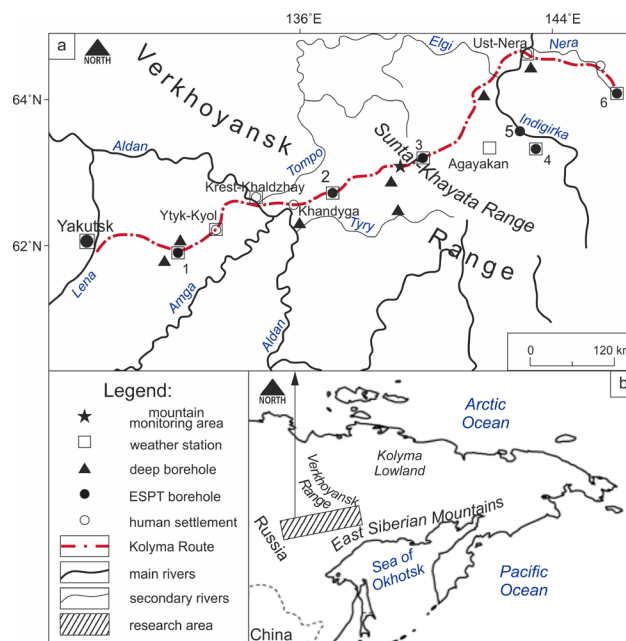 136°E
144°E
a
NORTH
Ust-Nera
Elgi
Nera
Verkhoyansk
64°N
6
Aldan
Indigirka
5
Suntar-Khayata Range
3
4
Agayakan
Tompo
Krest-Khaldzhay
2
Ytyk-Kyol
Khandyga
Yakutsk
Tyry
Range
62°N
1
Lena
Amga
Aldan
0 120 km
Legend:
mountain
monitoring area
weather station
deep borehole
ESPT borehole
human settlement
Kolyma Route
main rivers
secondary rivers
research area
b
NORTH
Arctic
Ocean
Kolyma
Lowland
Verkhoyansk
Range
East Siberian Mountains
Russia
Sea of
Okhotsk
Pacific
Ocean
China